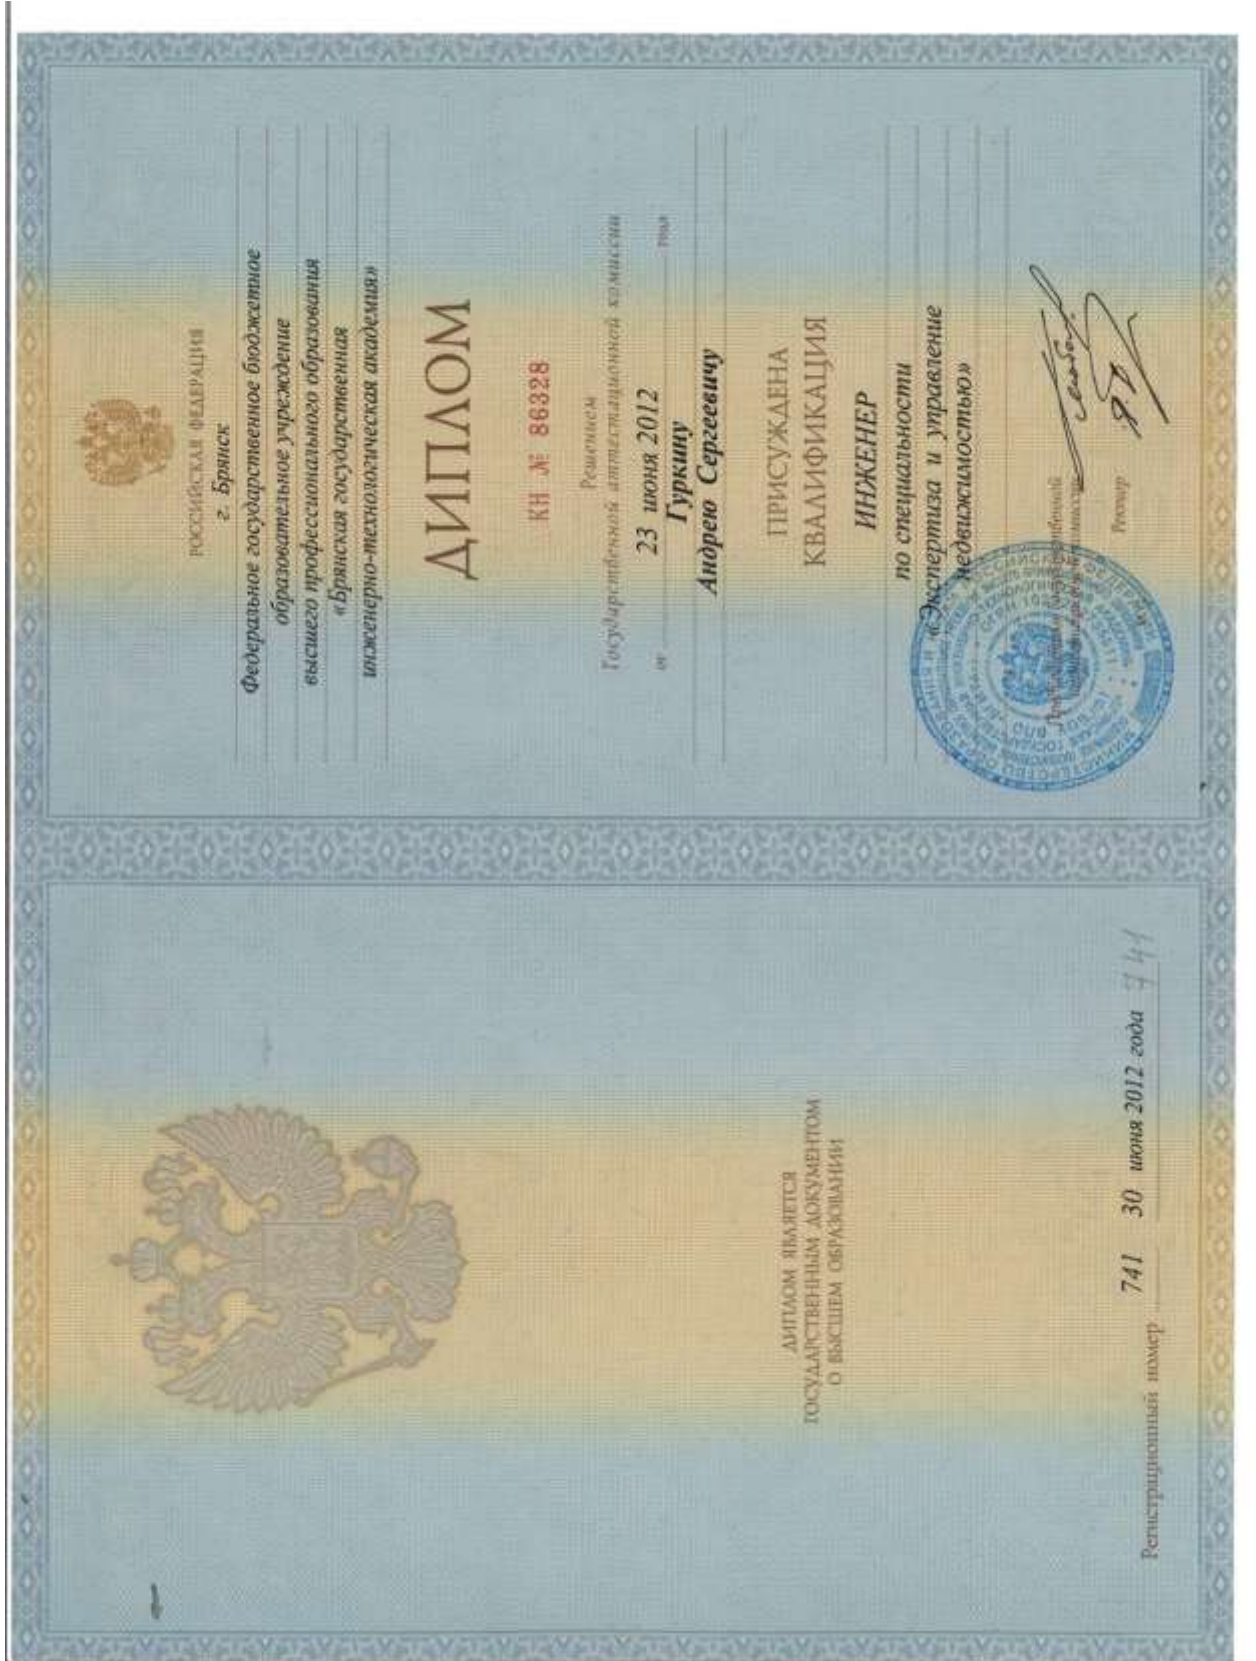 ДИПЛОМ ЯВЛЯЕТСЯ
ГОСУДАРСТВЕННЫМ ДОКУМЕНТОМ
О ВЫСШЕМ ОБРАЗОВАНИИ
Регистрационный номер 741 30 июня 2012 года 741
РОССИЙСКАЯ ФЕДЕРАЦИЯ
г. Брянск
Федеральное государственное бюджетное
образовательное учреждение
высшего профессионального образования
«Брянская государственная
инженерно-технологическая академия»
ДИПЛОМ
КН № 86328
Решением
Государственной аттестационной комиссии
от 23 июня 2012 года
Гуркину
Андрею Сергеевичу
ПРИСУЖДЕНА
КВАЛИФИКАЦИЯ
ИНЖЕНЕР
по специальности
«Экспертиза и управление
недвижимостью»
Ректор